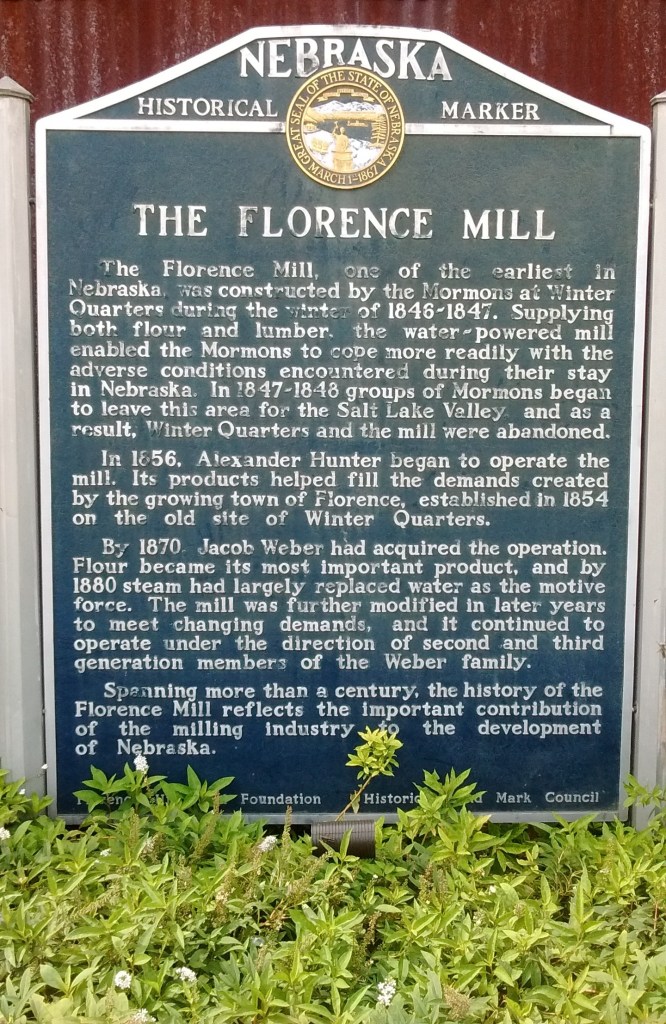 NEBRASKA
HISTORICAL MARKER
GREAT SEAL OF THE STATE OF NEBRASKA
MARCH 1-1867
THE FLORENCE MILL
The Florence Mill, one of the earliest in
Nebraska, was constructed by the Mormons at Winter
Quarters during the winter of 1846-1847. Supplying
both flour and lumber, the water-powered mill
enabled the Mormons to cope more readily with the
adverse conditions encountered during their stay
in Nebraska. In 1847-1848 groups of Mormons began
to leave this area for the Salt Lake Valley and as a
result, Winter Quarters and the mill were abandoned.
In 1856, Alexander Hunter began to operate the
mill. Its products helped fill the demands created
by the growing town of Florence, established in 1854
on the old site of Winter Quarters.
By 1870 Jacob Weber had acquired the operation.
Flour became its most important product, and by
1880 steam had largely replaced water as the motive
force. The mill was further modified in later years
to meet changing demands, and it continued to
operate under the direction of second and third
generation members of the Weber family.
Spanning more than a century, the history of the
Florence Mill reflects the important contribution
of the milling industry to the development
of Nebraska.
Foundation Mark Council